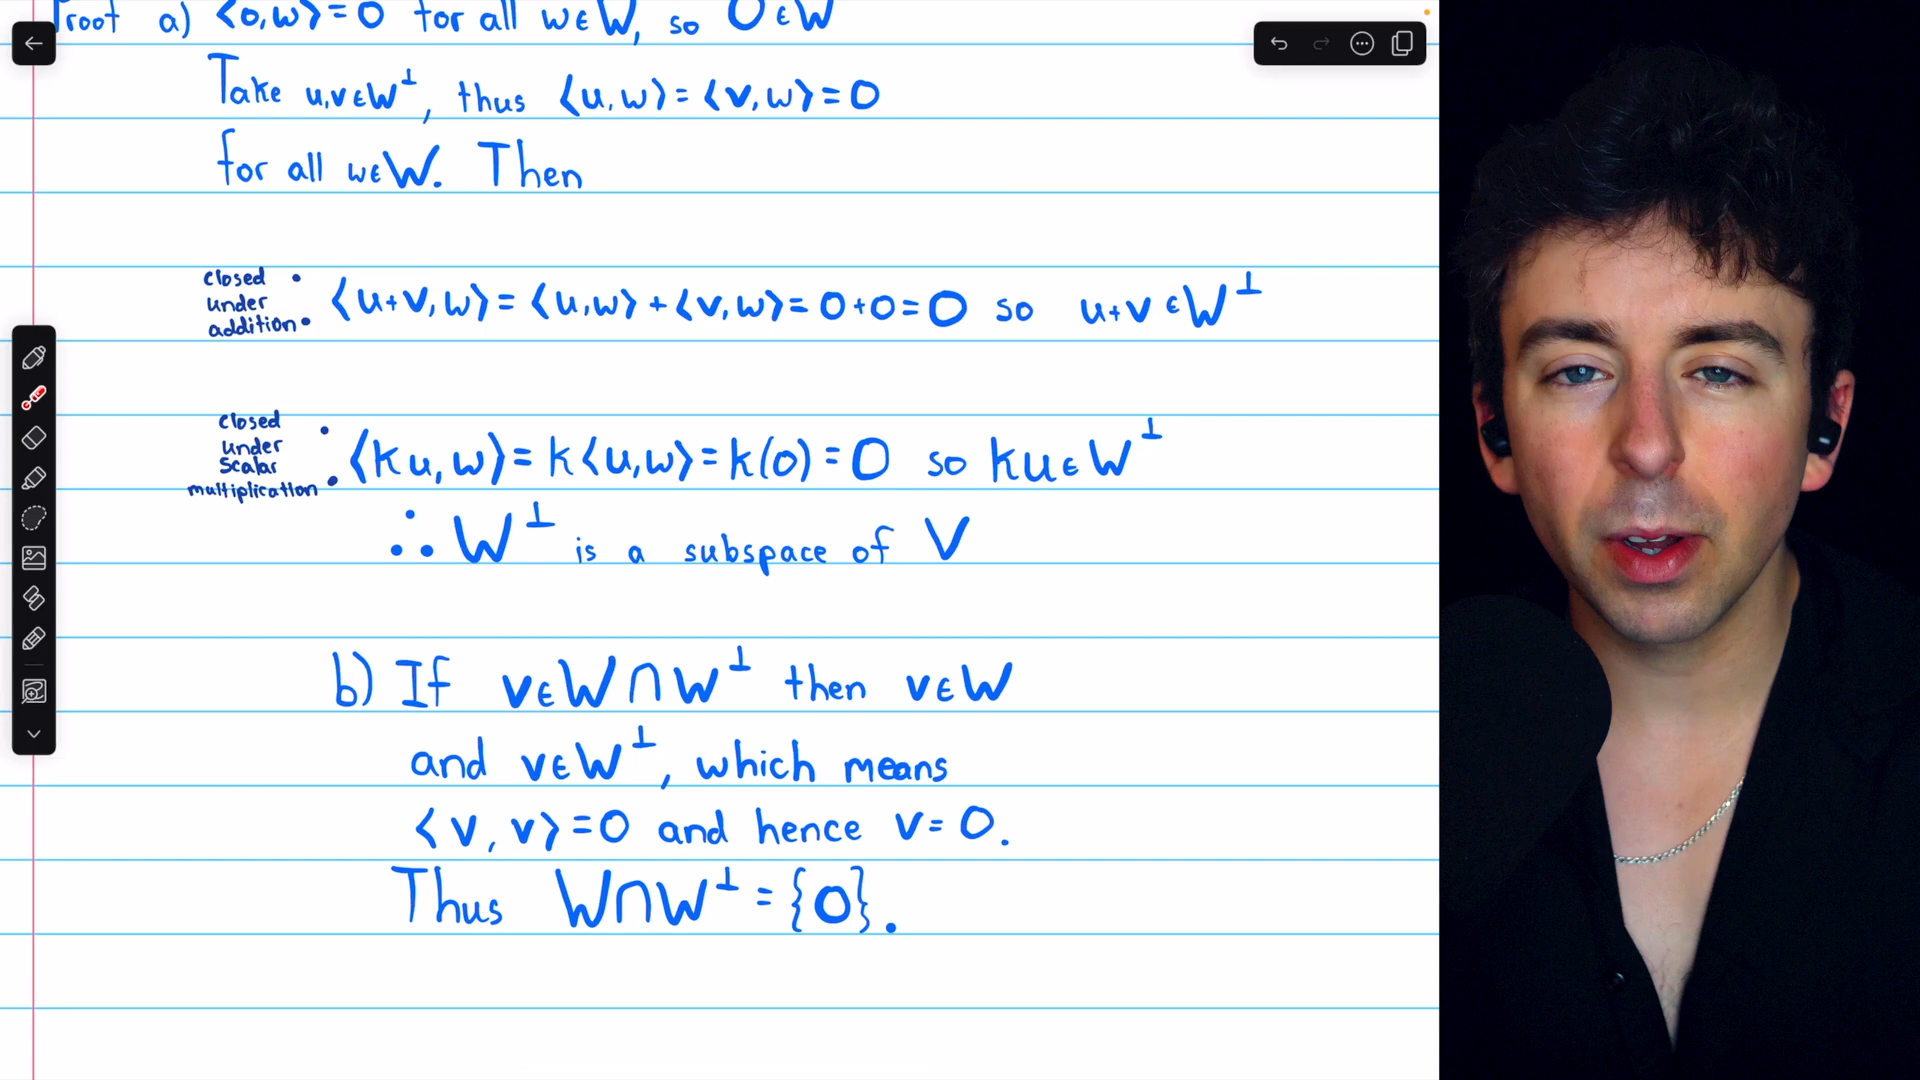 Proof a) ⟨0,w⟩=0 for all w∈W, so 0∈W
Take u,v∈W^⊥, thus ⟨u,w⟩=⟨v,w⟩=0
for all w∈W. Then
closed
under
addition
⟨u+v,w⟩=⟨u,w⟩+⟨v,w⟩=0+0=0 so u+v∈W^⊥
closed
under
scalar
multiplication
⟨ku,w⟩=k⟨u,w⟩=k(0)=0 so ku∈W^⊥
∴ W^⊥ is a subspace of V
b) If v∈W∩W^⊥ then v∈W
and v∈W^⊥, which means
⟨v,v⟩=0 and hence v=0.
Thus W∩W^⊥={0}.